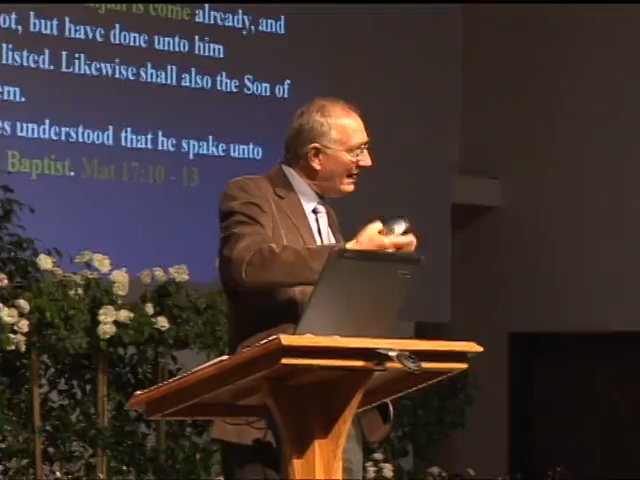 is come already, and
ot, but have done unto him
listed. Likewise shall also the Son of
em.
es understood that he spake unto
Baptist. Mat 17:10 - 13